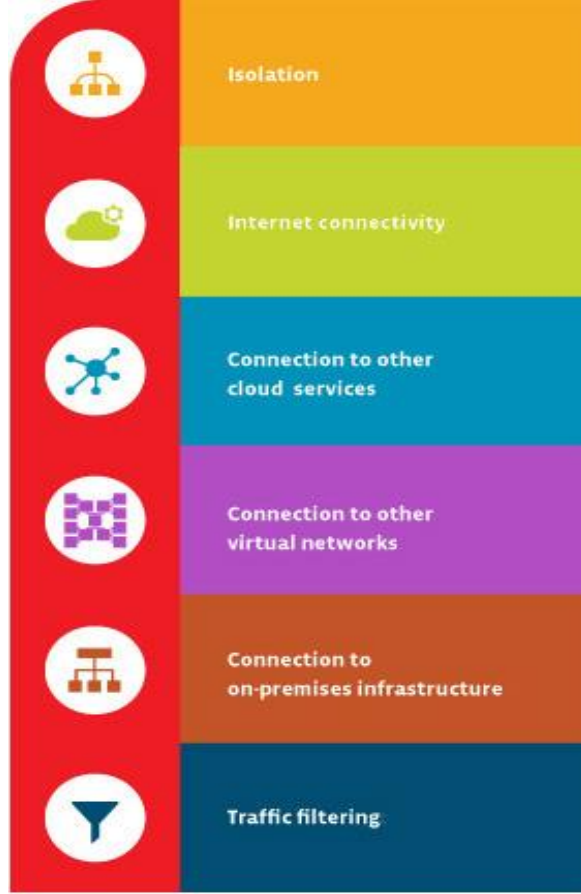 Isolation
Internet connectivity
Connection to other
cloud services
Connection to other
virtual networks
Connection to
on-premises infrastructure
Traffic filtering